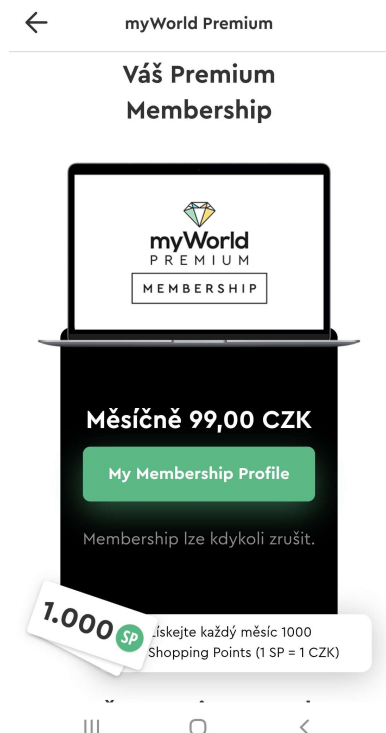 myWorld Premium
Váš Premium
Membership
myWorld
PREMIUM
MEMBERSHIP
Měsíčně 99,00 CZK
My Membership Profile
Membership lze kdykoli zrušit.
1.000 SP
ískejte každý měsíc 1000
Shopping Points (1 SP = 1 CZK)